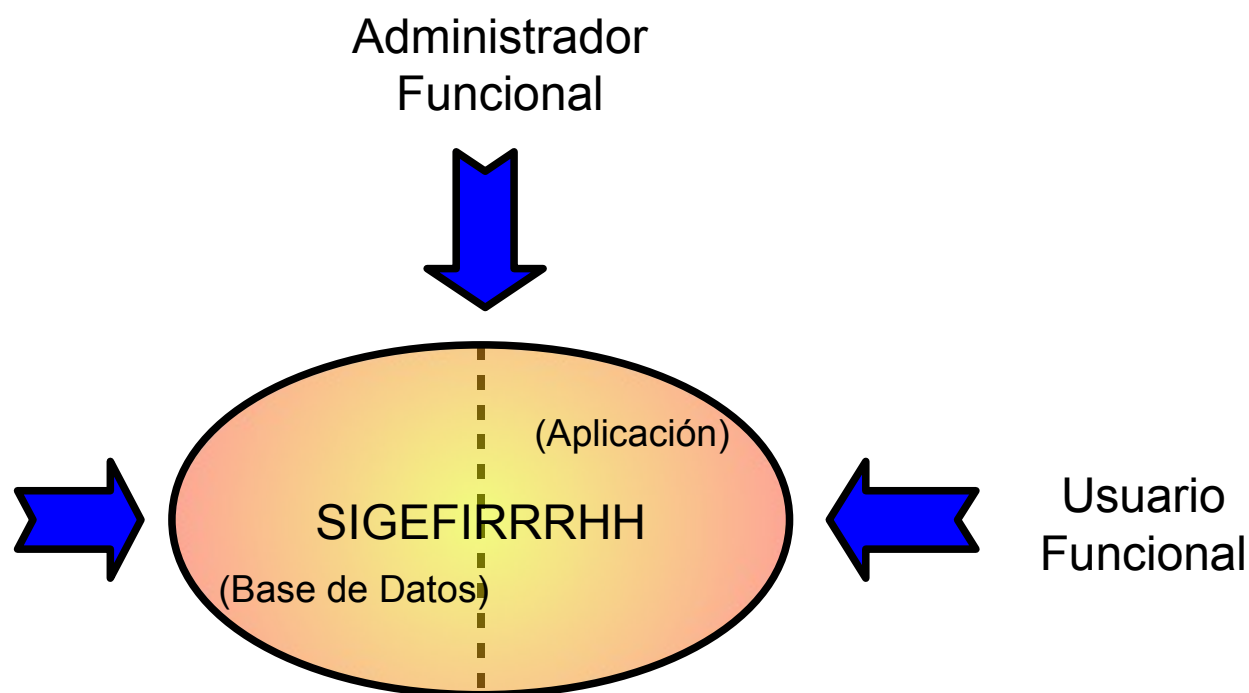 Administrador
Funcional
(Aplicación)
SIGEFIRRRHH
(Base de Datos)
Usuario
Funcional